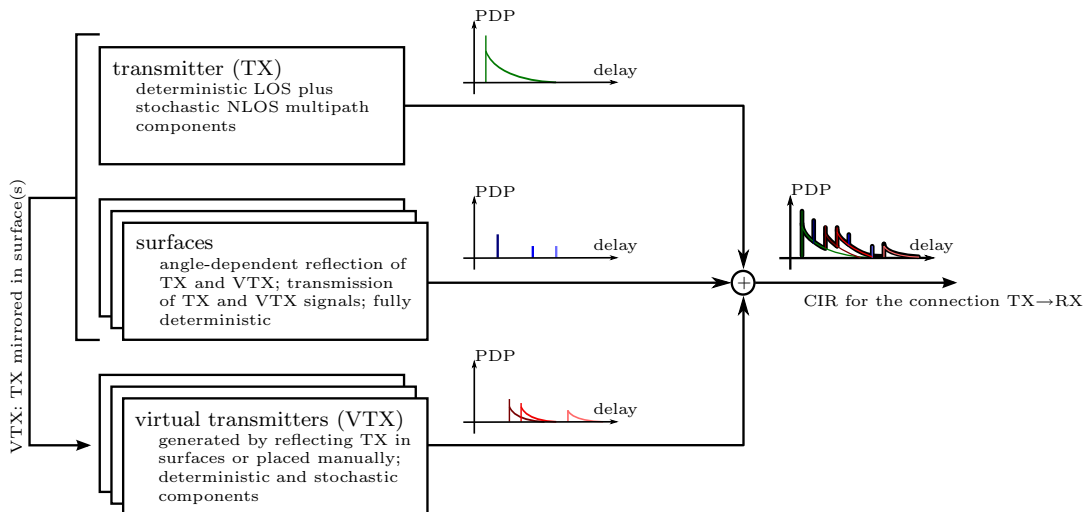 PDP
delay
transmitter (TX)
deterministic LOS plus
stochastic NLOS multipath
components
PDP
delay
surfaces
angle-dependent reflection of
TX and VTX; transmission
of TX and VTX signals; fully
deterministic
PDP
delay
+
CIR for the connection TX→RX
VTX: TX mirrored in surface(s)
PDP
delay
virtual transmitters (VTX)
generated by reflecting TX in
surfaces or placed manually;
deterministic and stochastic
components